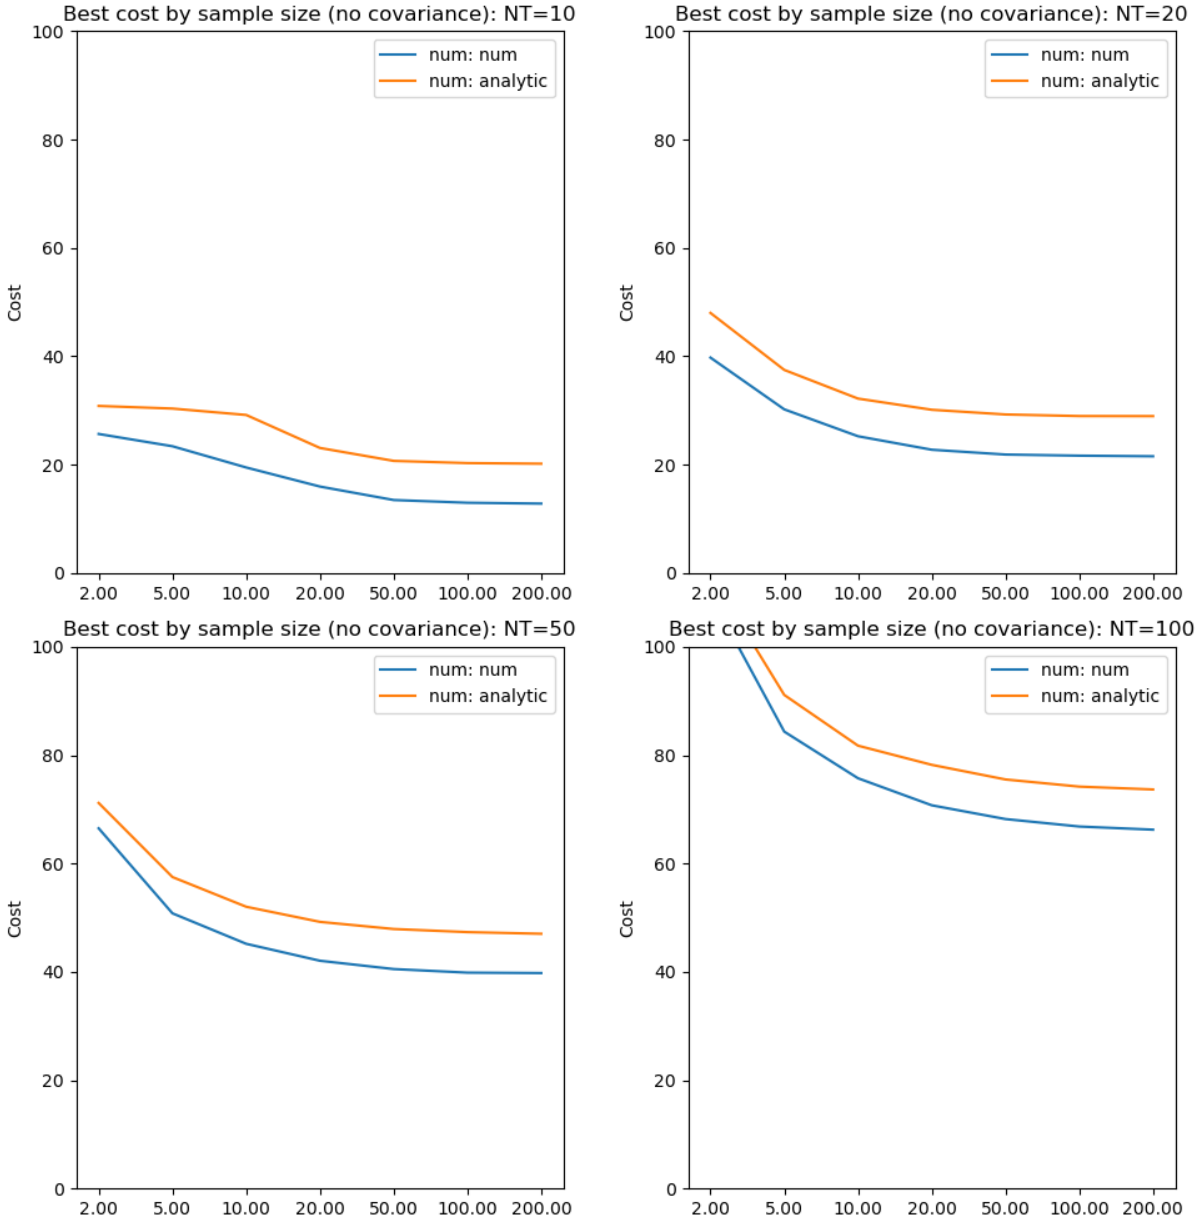 Best cost by sample size (no covariance): NT=10
num: num
num: analytic
Cost
100
80
60
40
20
0
2.00 5.00 10.00 20.00 50.00 100.00 200.00
Best cost by sample size (no covariance): NT=20
num: num
num: analytic
Cost
100
80
60
40
20
0
2.00 5.00 10.00 20.00 50.00 100.00 200.00
Best cost by sample size (no covariance): NT=50
num: num
num: analytic
Cost
100
80
60
40
20
0
2.00 5.00 10.00 20.00 50.00 100.00 200.00
Best cost by sample size (no covariance): NT=100
num: num
num: analytic
Cost
100
80
60
40
20
0
2.00 5.00 10.00 20.00 50.00 100.00 200.00